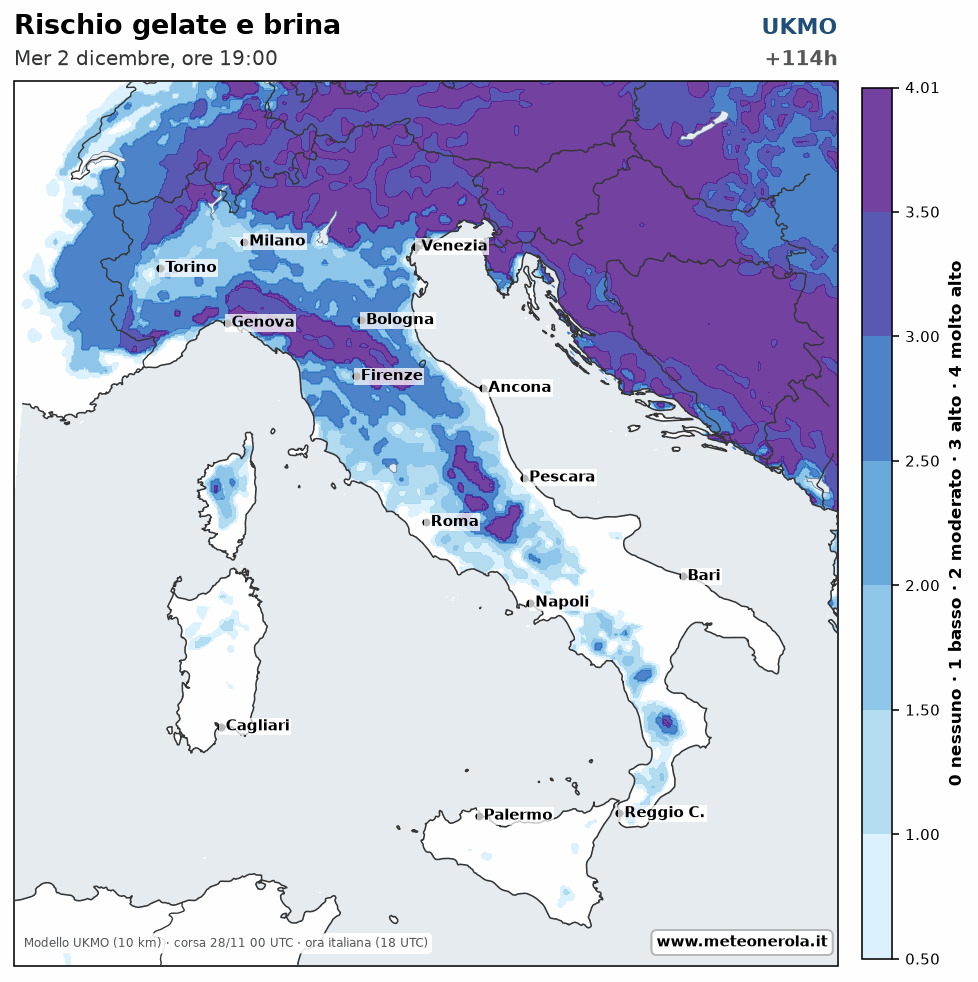 Rischio gelate e brina
UKMO
Mer 2 dicembre, ore 19:00
+114h
4.01
3.50
3.00
2.50
2.00
1.50
1.00
0.50
0 nessuno · 1 basso · 2 moderato · 3 alto · 4 molto alto
Milano
Venezia
Torino
Genova
Bologna
Firenze
Ancona
Pescara
Roma
Bari
Napoli
Cagliari
Palermo
Reggio C.
Modello UKMO (10 km) · corsa 28/11 00 UTC · ora italiana (18 UTC)
www.meteonerola.it